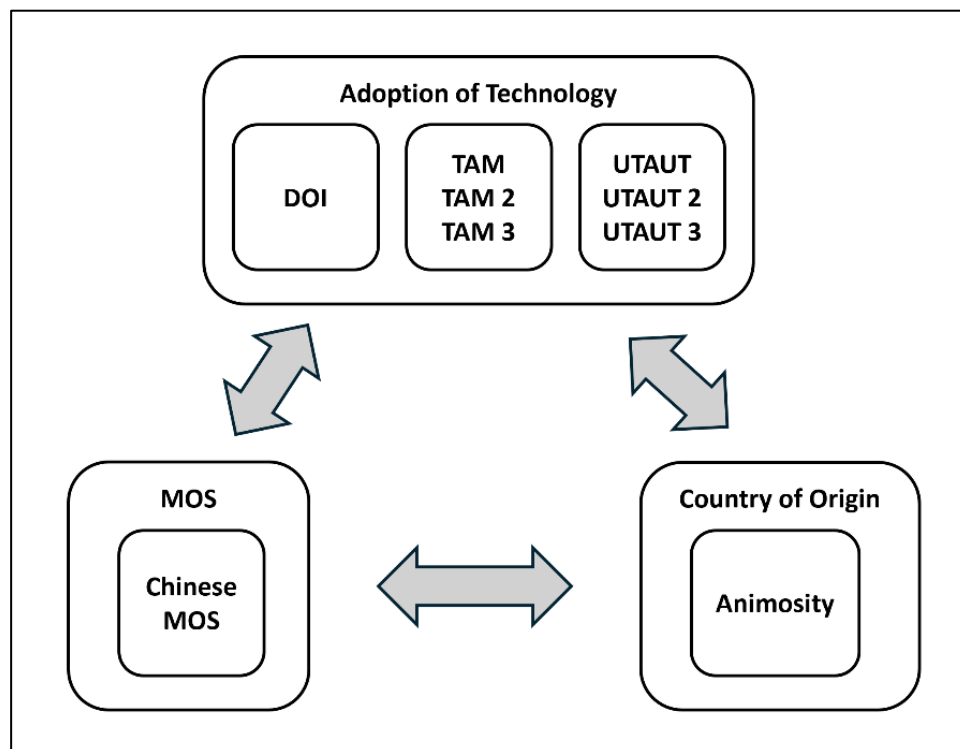 Adoption of Technology
DOI
TAM
TAM 2
TAM 3
UTAUT
UTAUT 2
UTAUT 3
MOS
Chinese
MOS
Country of Origin
Animosity